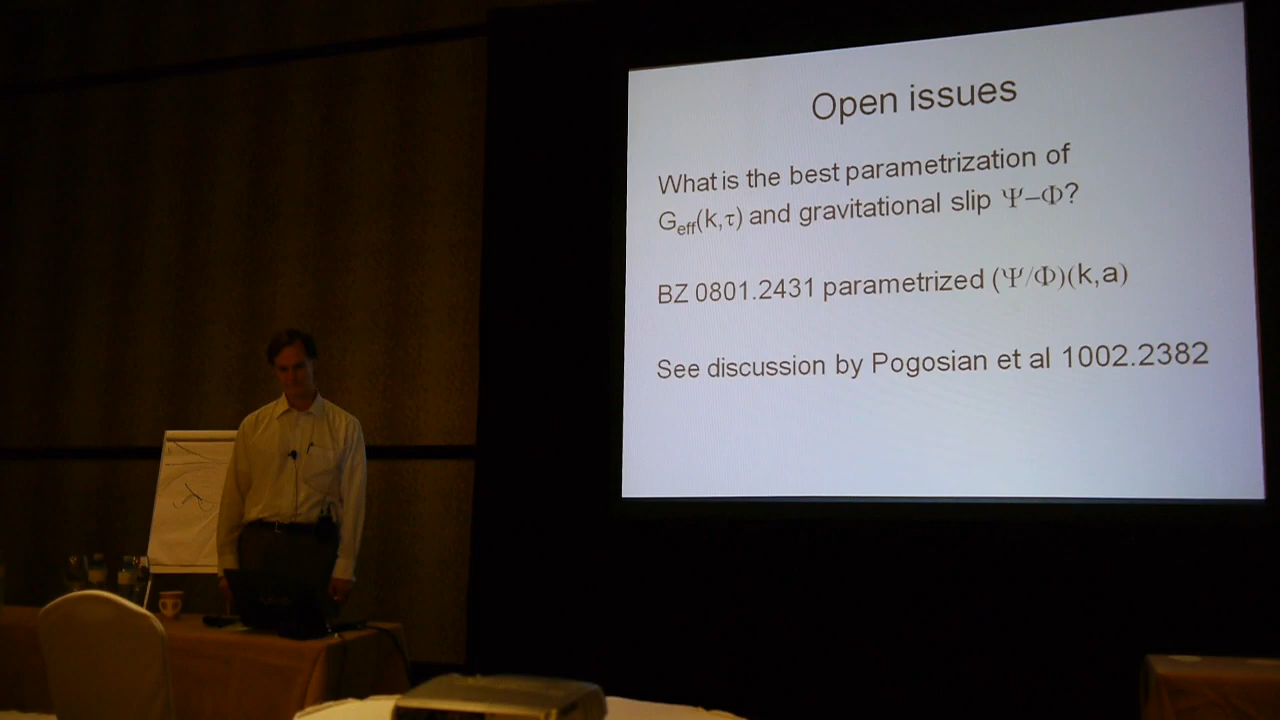 Open issues
What is the best parametrization of
G_eff(k,τ) and gravitational slip Ψ–Φ?
BZ 0801.2431 parametrized (Ψ/Φ)(k,a)
See discussion by Pogosian et al 1002.2382